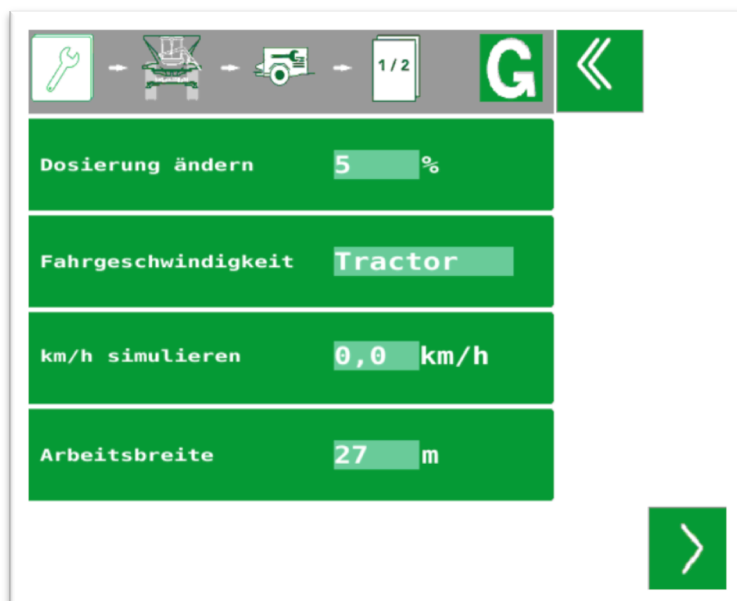 1/2
G
Dosierung ändern 5 %
Fahrgeschwindigkeit Tractor
km/h simulieren 0,0 km/h
Arbeitsbreite 27 m